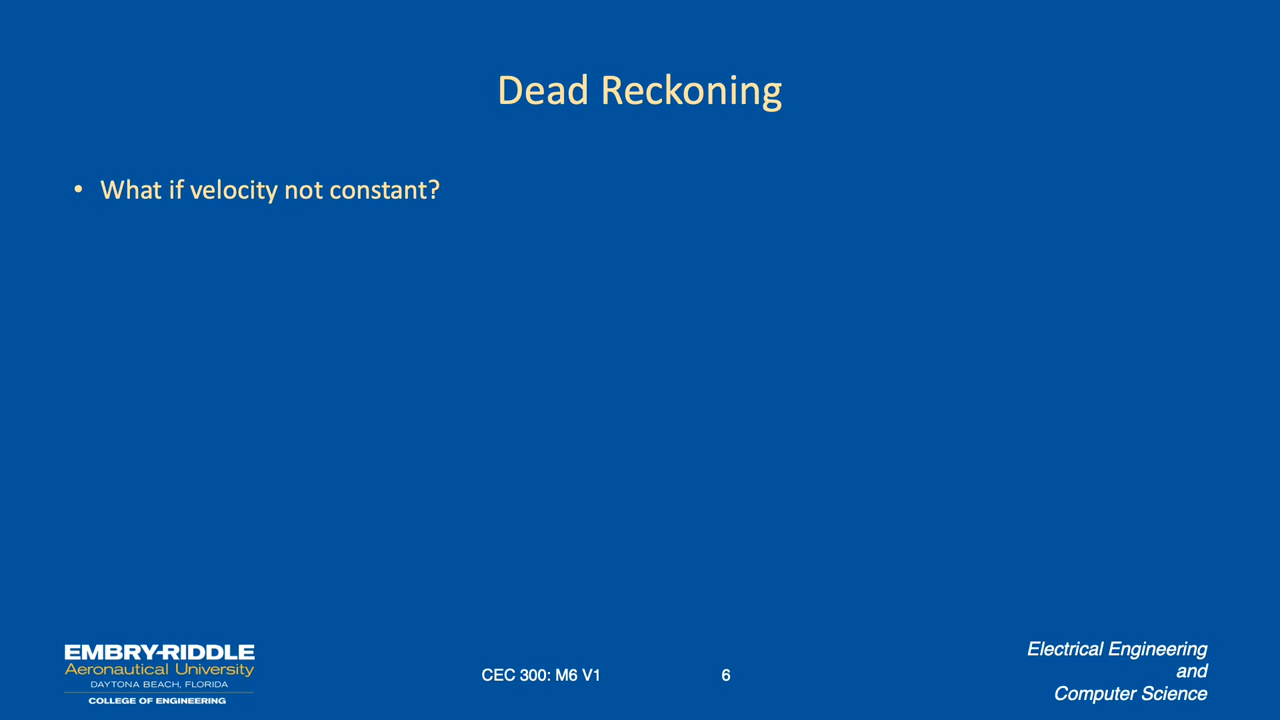 Dead Reckoning
• What if velocity not constant?
EMBRY-RIDDLE
Aeronautical University
DAYTONA BEACH, FLORIDA
COLLEGE OF ENGINEERING
CEC 300: M6 V1
6
Electrical Engineering
and
Computer Science